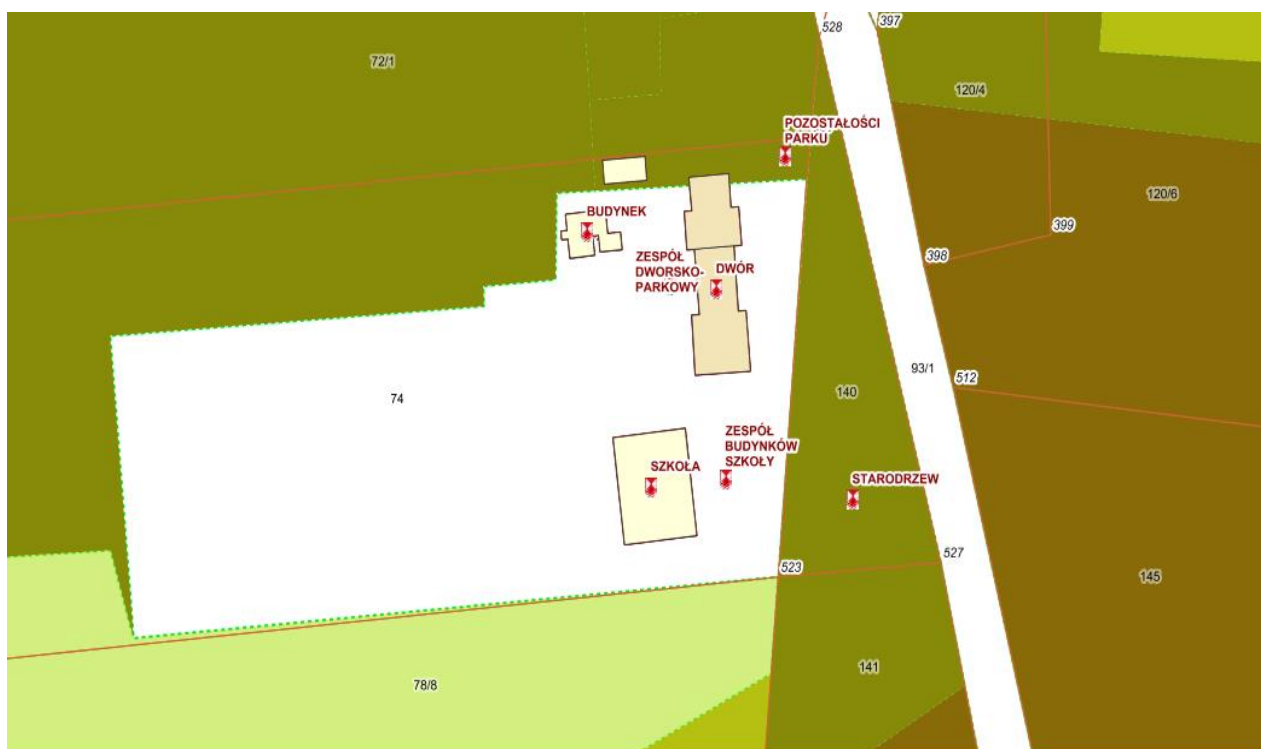 528
397
72/1
120/4
POZOSTAŁOŚCI
PARKU
120/6
BUDYNEK
399
398
ZESPÓŁ
DWORSKO-
PARKOWY
DWÓR
93/1
512
74
140
ZESPÓŁ
BUDYNKÓW
SZKOŁY
SZKOŁA
STARODRZEW
527
523
145
141
78/8